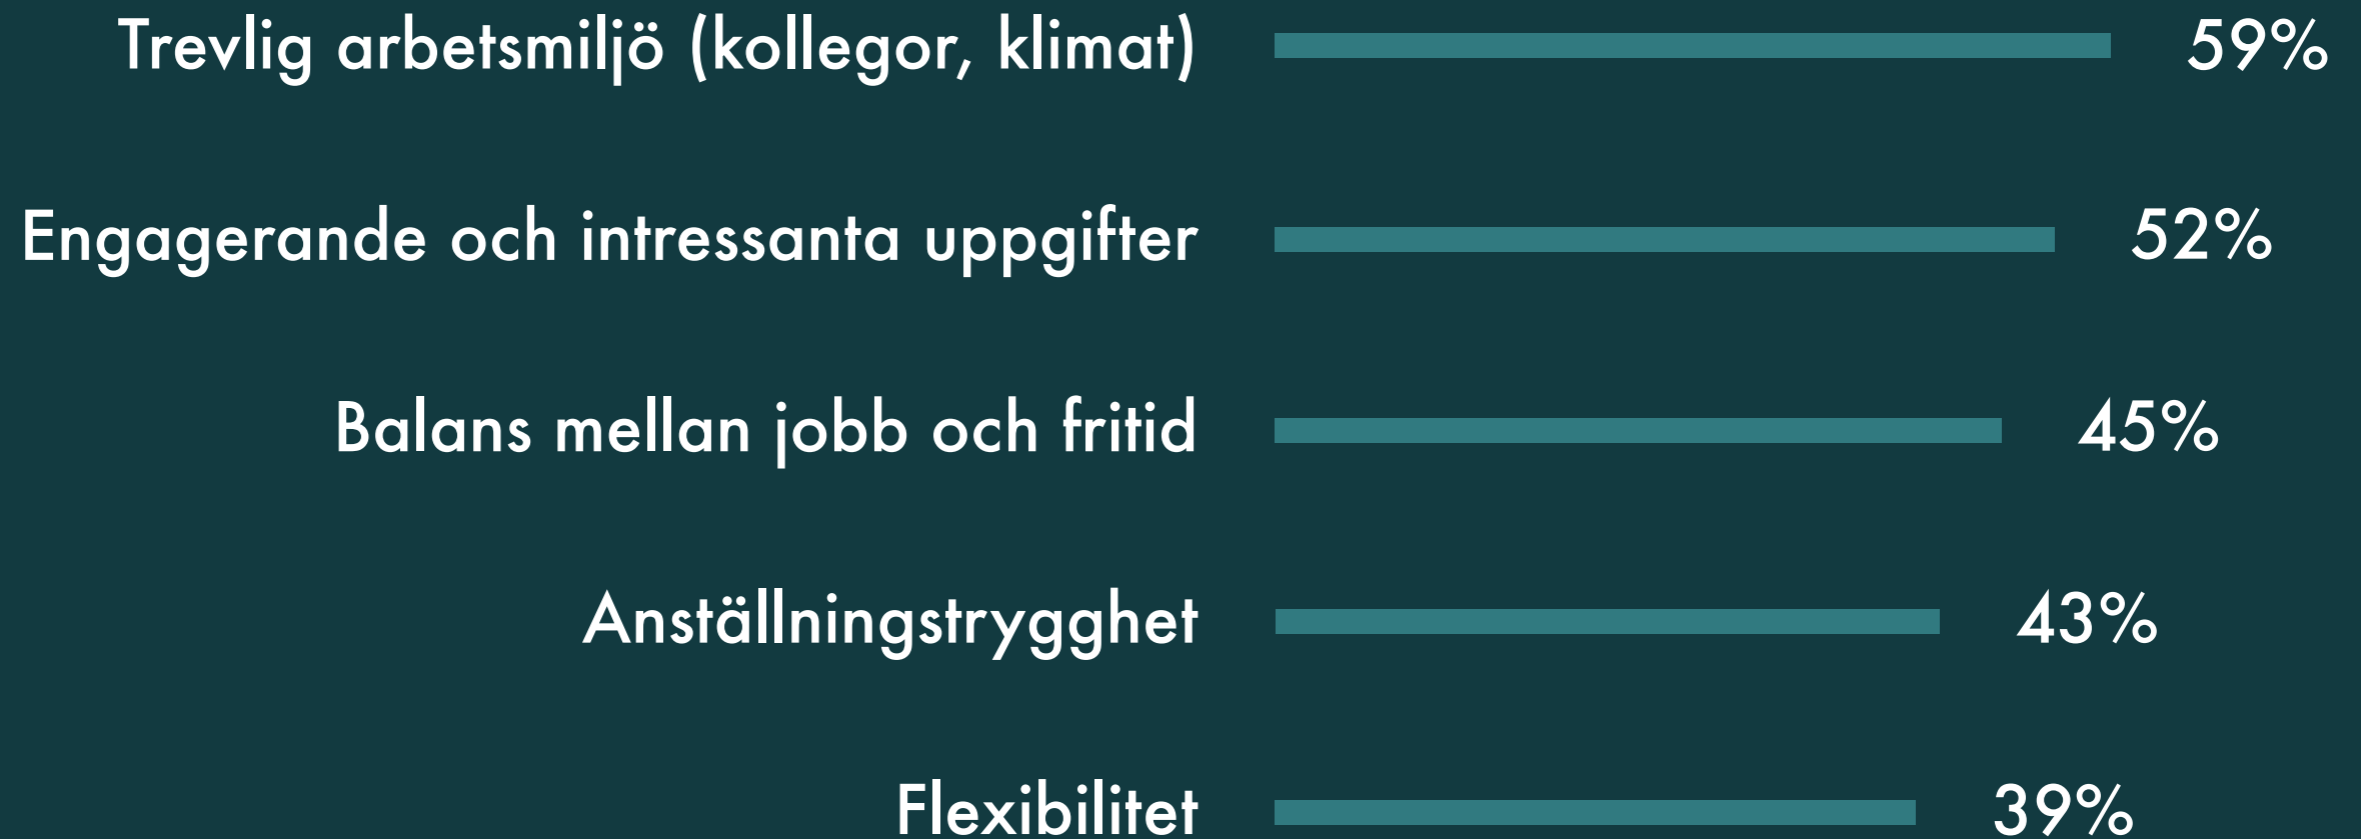 Trevlig arbetsmiljö (kollegor, klimat) 59%
Engagerande och intressanta uppgifter 52%
Balans mellan jobb och fritid 45%
Anställningstrygghet 43%
Flexibilitet 39%